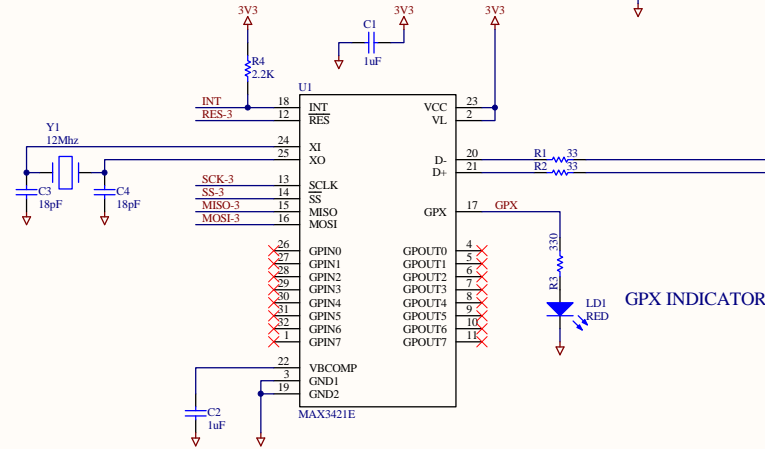 3V3
3V3
3V3
C1
1uF
R4
2.2K
U1
INT
18
INT
VCC
23
RES-3
12
RES
VL
2
Y1
12Mhz
24
XI
25
XO
D-
20
R1
33
D+
21
R2
33
C3
18pF
C4
18pF
SCK-3
13
SCLK
SS-3
14
SS
MISO-3
15
MISO
GPX
17
GPX
MOSI-3
16
MOSI
330
R3
26
GPIN0
GPOUT0
4
27
GPIN1
GPOUT1
5
28
GPIN2
GPOUT2
6
29
GPIN3
GPOUT3
7
30
GPIN4
GPOUT4
8
31
GPIN5
GPOUT5
9
32
GPIN6
GPOUT6
10
1
GPIN7
GPOUT7
11
LD1
RED
GPX INDICATOR
22
VBCOMP
3
GND1
19
GND2
C2
1uF
MAX3421E